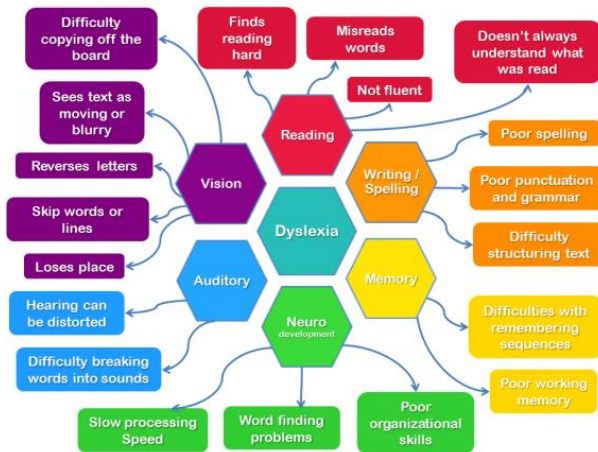 Difficulty
copying off the
board
Finds
reading
hard
Misreads
words
Doesn't always
understand what
was read
Not fluent
Sees text as
moving or
blurry
Reverses letters
Skip words or
lines
Loses place
Vision
Reading
Writing /
Spelling
Poor spelling
Poor punctuation
and grammar
Difficulty
structuring text
Dyslexia
Auditory
Memory
Hearing can
be distorted
Difficulty breaking
words into sounds
Neuro
development
Difficulties with
remembering
sequences
Poor working
memory
Slow processing
Speed
Word finding
problems
Poor
organizational
skills